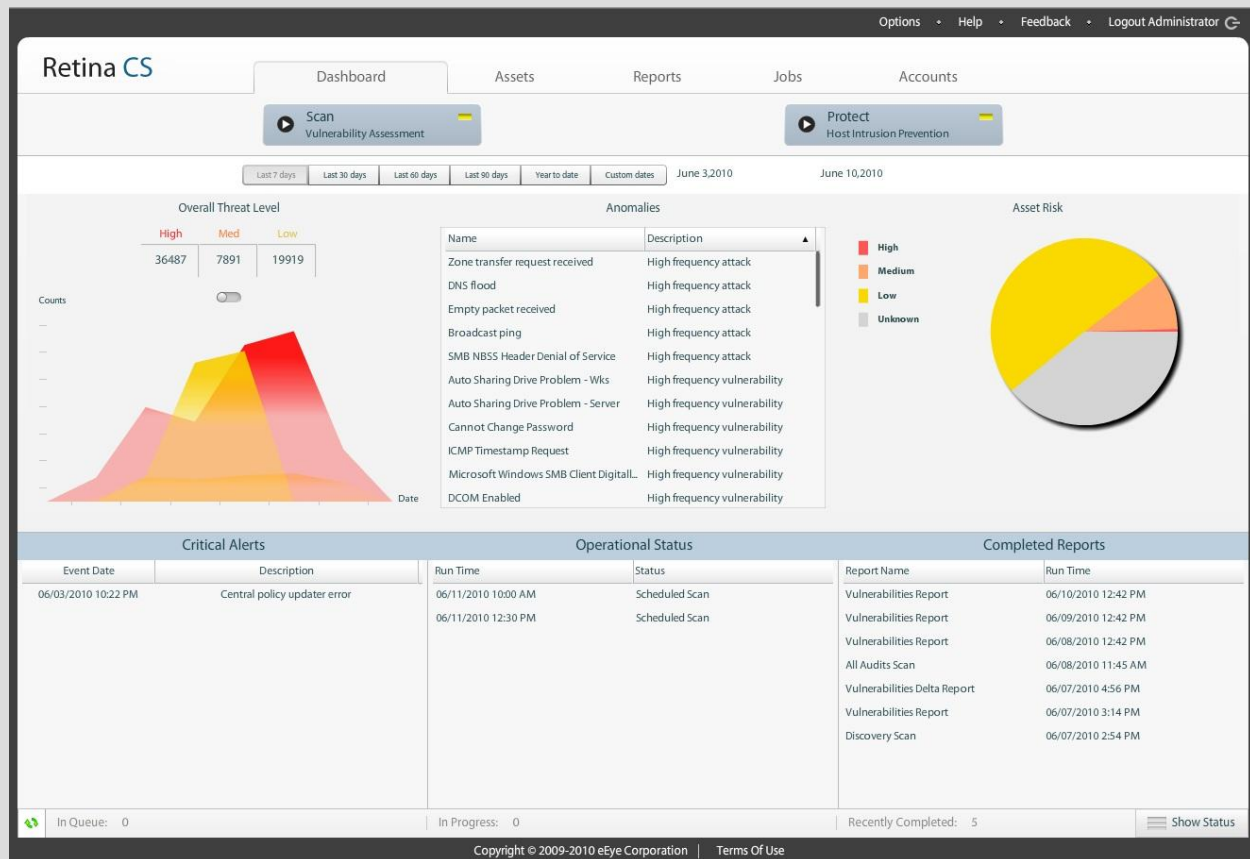 Options • Help • Feedback • Logout Administrator
Retina CS
Dashboard Assets Reports Jobs Accounts
Scan
Vulnerability Assessment
Protect
Host Intrusion Prevention
Last 7 days Last 30 days Last 60 days Last 90 days Year to date Custom dates June 3,2010 June 10,2010
Overall Threat Level
High Med Low
36487 7891 19919
Counts
Date
Anomalies
Name Description
Zone transfer request received High frequency attack
DNS flood High frequency attack
Empty packet received High frequency attack
Broadcast ping High frequency attack
SMB NBSS Header Denial of Service High frequency attack
Auto Sharing Drive Problem - Wks High frequency vulnerability
Auto Sharing Drive Problem - Server High frequency vulnerability
Cannot Change Password High frequency vulnerability
ICMP Timestamp Request High frequency vulnerability
Microsoft Windows SMB Client Digitall... High frequency vulnerability
DCOM Enabled High frequency vulnerability
Asset Risk
High
Medium
Low
Unknown
Critical Alerts
Event Date Description
06/03/2010 10:22 PM Central policy updater error
Operational Status
Run Time Status
06/11/2010 10:00 AM Scheduled Scan
06/11/2010 12:30 PM Scheduled Scan
Completed Reports
Report Name Run Time
Vulnerabilities Report 06/10/2010 12:42 PM
Vulnerabilities Report 06/09/2010 12:42 PM
Vulnerabilities Report 06/08/2010 12:42 PM
All Audits Scan 06/08/2010 11:45 AM
Vulnerabilities Delta Report 06/07/2010 4:56 PM
Vulnerabilities Report 06/07/2010 3:14 PM
Discovery Scan 06/07/2010 2:54 PM
In Queue: 0 In Progress: 0 Recently Completed: 5 Show Status
Copyright © 2009-2010 eEye Corporation | Terms Of Use